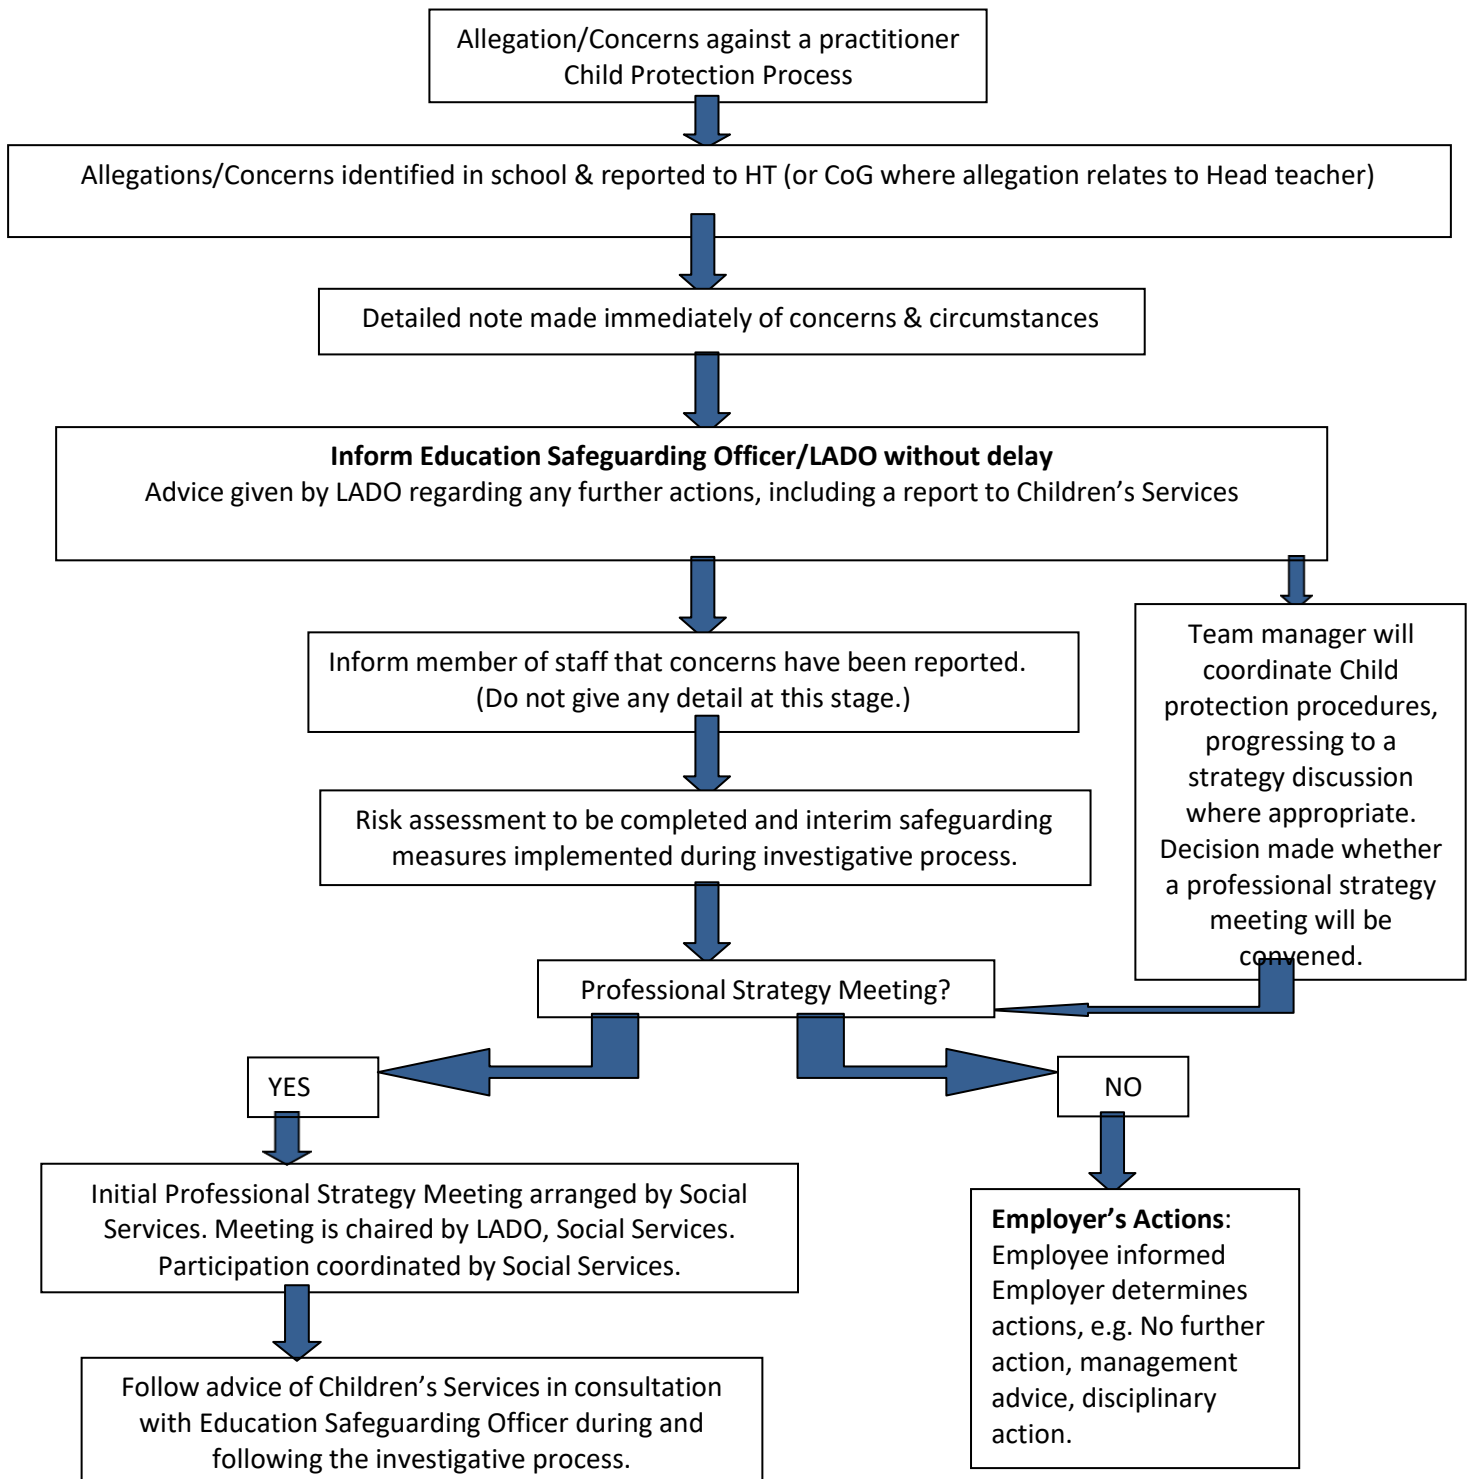 Allegation/Concerns against a practitioner
Child Protection Process
Allegations/Concerns identified in school & reported to HT (or CoG where allegation relates to Head teacher)
Detailed note made immediately of concerns & circumstances
Inform Education Safeguarding Officer/LADO without delay
Advice given by LADO regarding any further actions, including a report to Children’s Services
Inform member of staff that concerns have been reported.
(Do not give any detail at this stage.)
Team manager will
coordinate Child
protection procedures,
progressing to a
strategy discussion
where appropriate.
Decision made whether
a professional strategy
meeting will be
convened.
Risk assessment to be completed and interim safeguarding
measures implemented during investigative process.
Professional Strategy Meeting?
YES
NO
Initial Professional Strategy Meeting arranged by Social
Services. Meeting is chaired by LADO, Social Services.
Participation coordinated by Social Services.
Employer’s Actions:
Employee informed
Employer determines
actions, e.g. No further
action, management
advice, disciplinary
action.
Follow advice of Children’s Services in consultation
with Education Safeguarding Officer during and
following the investigative process.